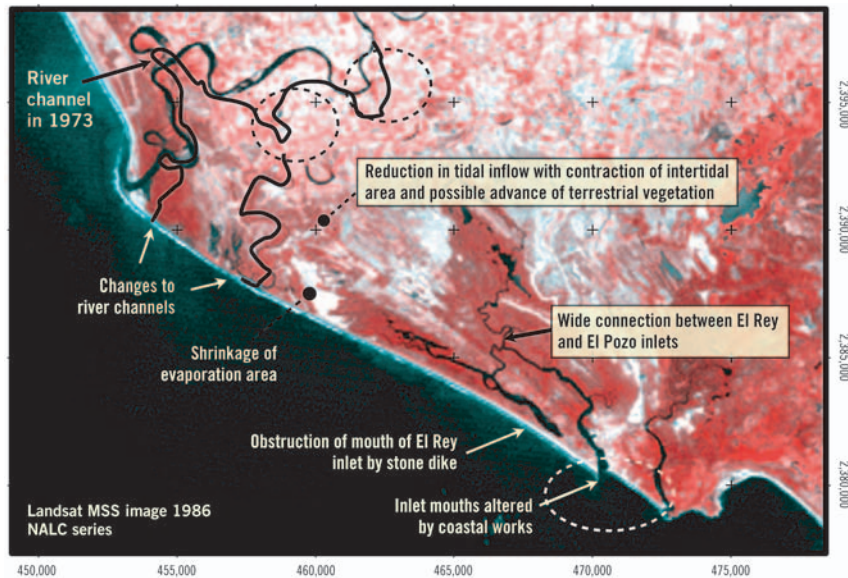 River
channel
in 1973
Reduction in tidal inflow with contraction of intertidal
area and possible advance of terrestrial vegetation
Changes to
river channels
Shrinkage of
evaporation area
Wide connection between El Rey
and El Pozo inlets
Obstruction of mouth of El Rey
inlet by stone dike
Inlet mouths altered
by coastal works
Landsat MSS image 1986
NALC series
2,395,000
2,390,000
2,385,000
2,380,000
450,000 455,000 460,000 465,000 470,000 475,000